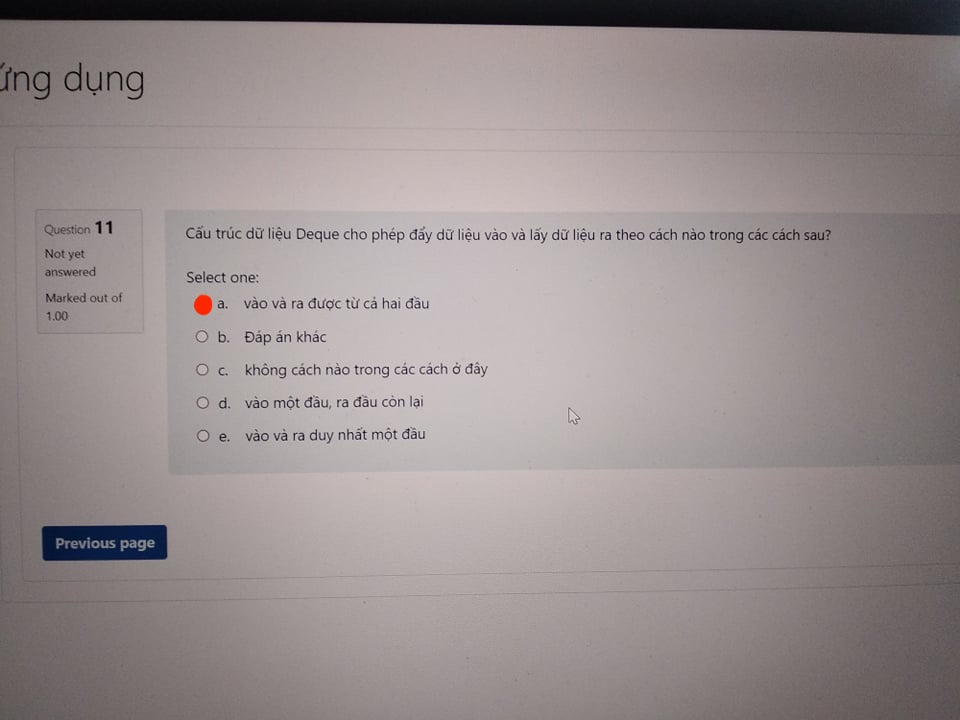 ứng dụng
Question 11
Not yet
answered
Marked out of
1.00
Cấu trúc dữ liệu Deque cho phép đẩy dữ liệu vào và lấy dữ liệu ra theo cách nào trong các cách sau?
Select one:
a. vào và ra được từ cả hai đầu
b. Đáp án khác
c. không cách nào trong các cách ở đây
d. vào một đầu, ra đầu còn lại
e. vào và ra duy nhất một đầu
Previous page